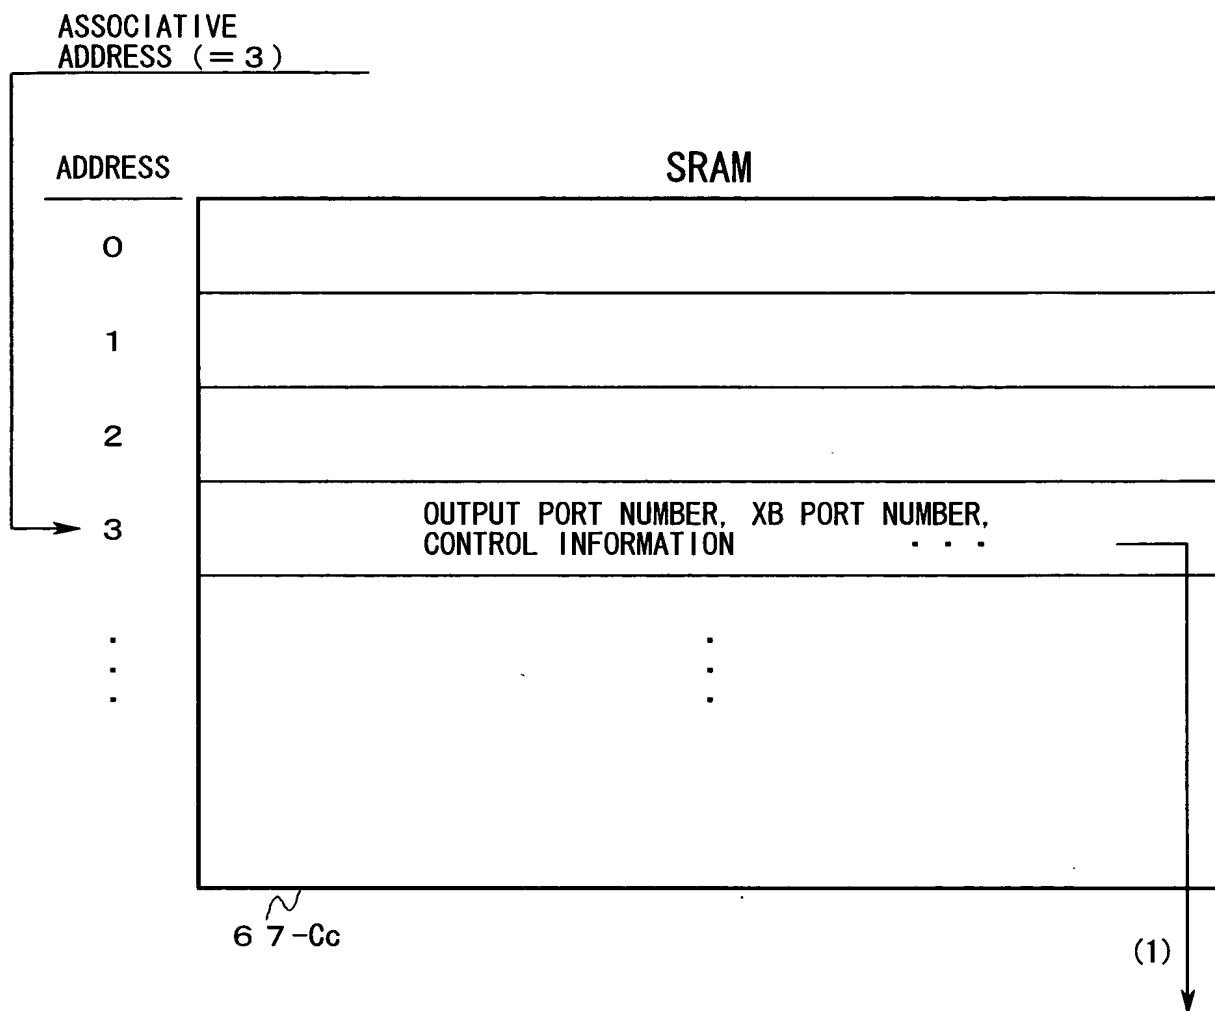 ASSOCIATIVE
ADDRESS (=3)
ADDRESS
SRAM
0
1
2
3
OUTPUT PORT NUMBER, XB PORT NUMBER,
CONTROL INFORMATION · · ·
67-Cc
(1)